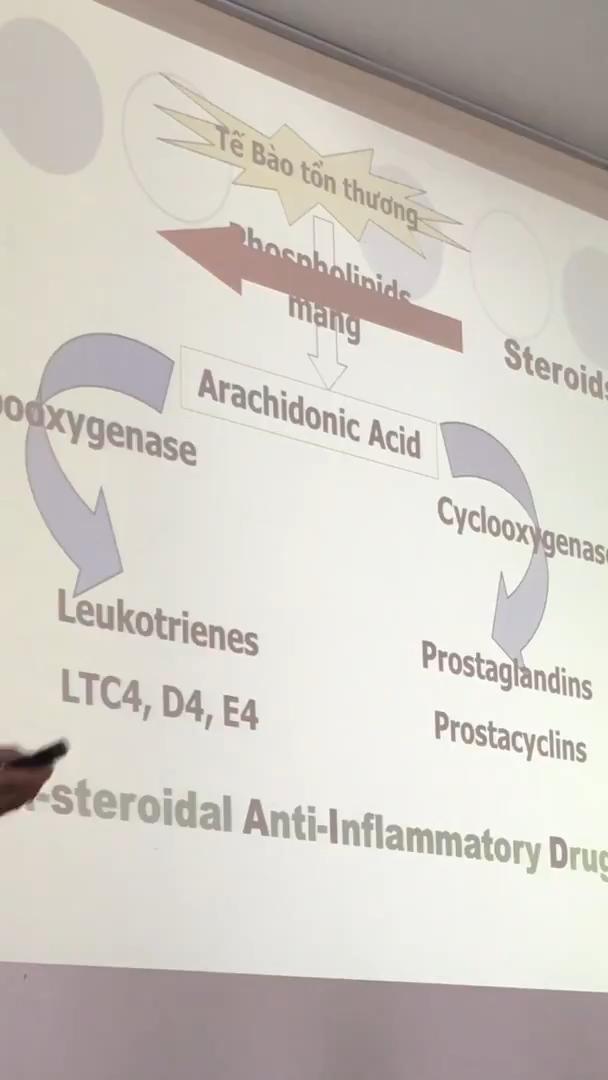 Tế Bào tổn thương
Phospholipids
màng
Steroids
Arachidonic Acid
ooxygenase
Cyclooxygenase
Leukotrienes
Prostaglandins
LTC4, D4, E4
Prostacyclins
-steroidal Anti-Inflammatory Drug